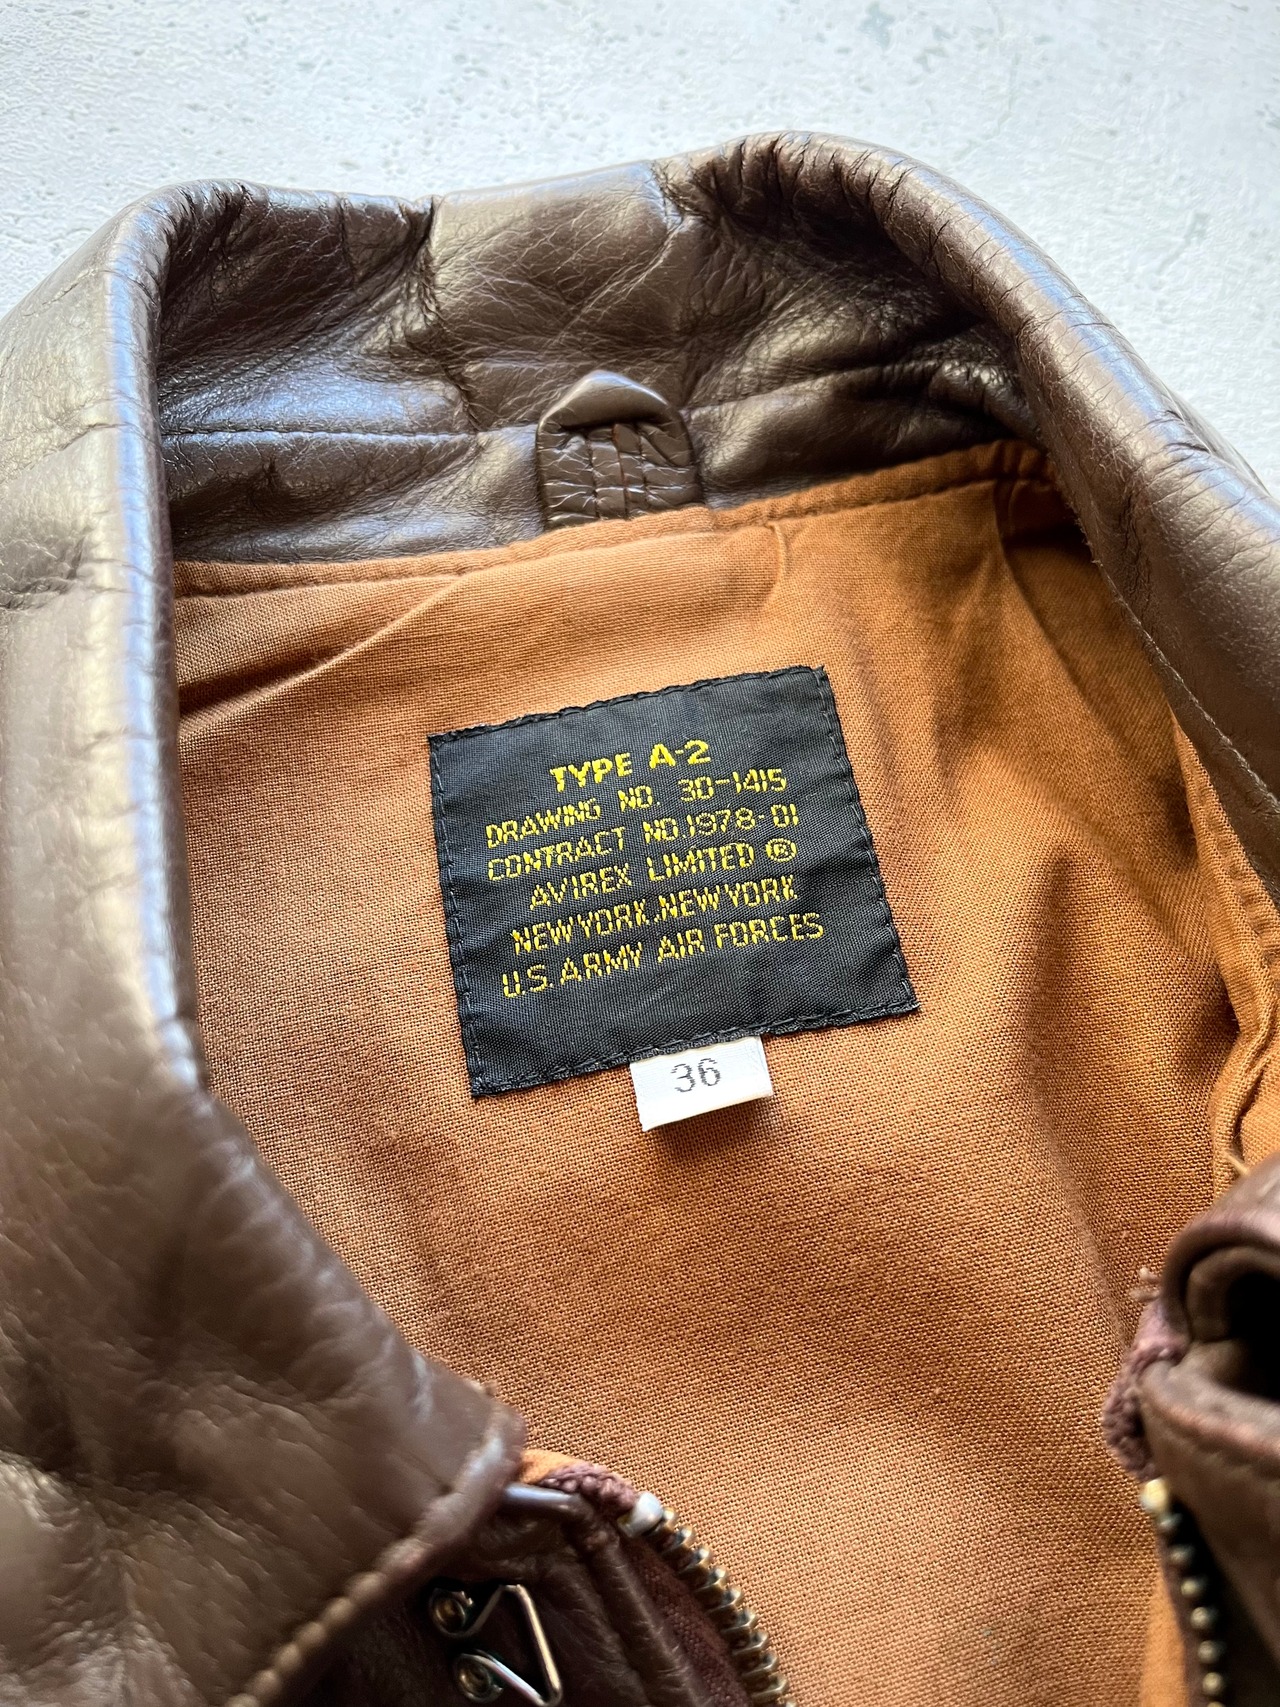 TYPE A-2
DRAWING NO. 30-1415
CONTRACT NO.1978-01
AVIREX LIMITED ®
NEW YORK, NEW YORK
U.S. ARMY AIR FORCES
36